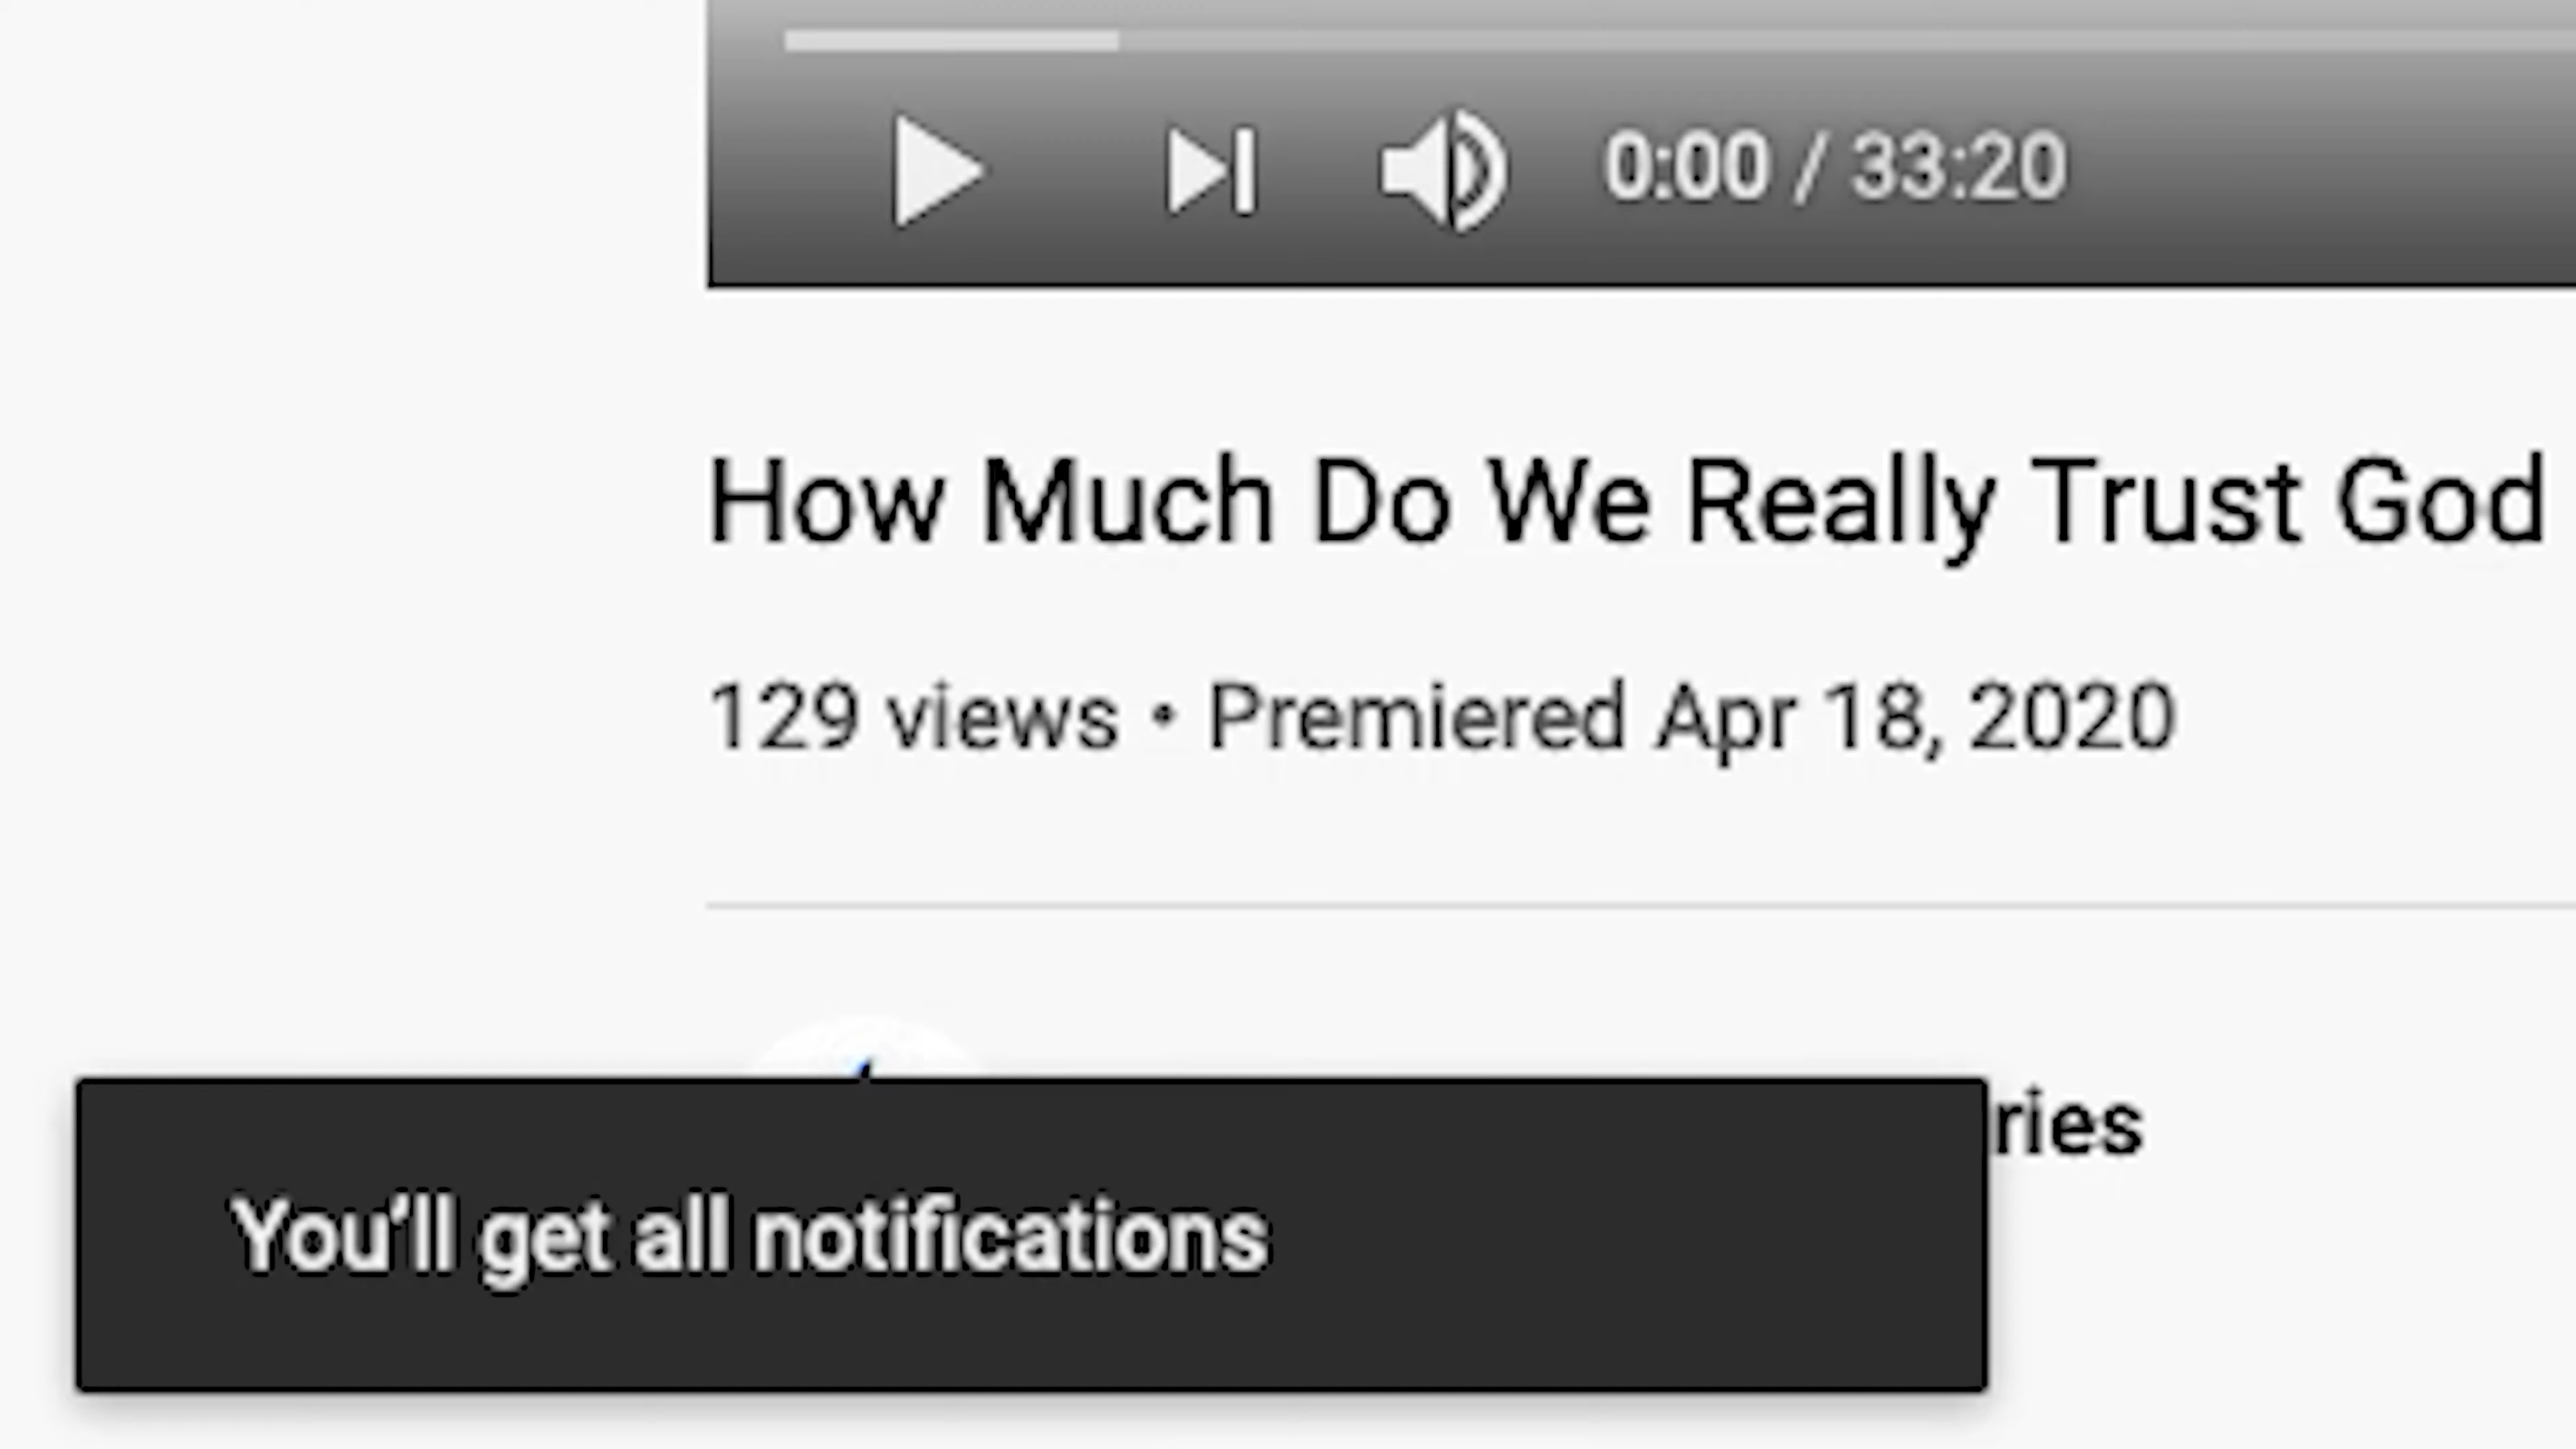 0:00 / 33:20
How Much Do We Really Trust God
129 views • Premiered Apr 18, 2020
ries
You'll get all notifications